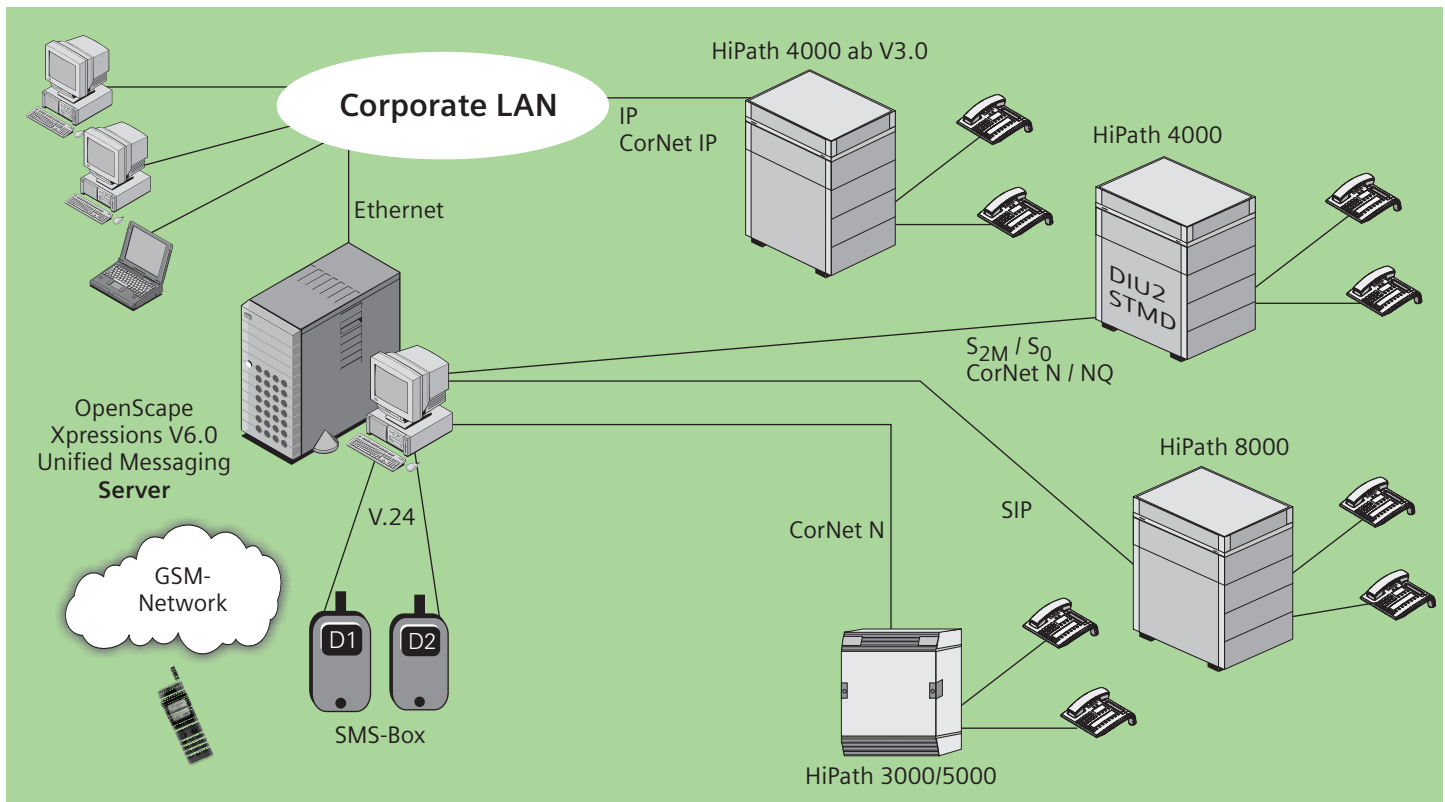 HiPath 4000 ab V3.0
Corporate LAN
IP
CorNet IP
HiPath 4000
Ethernet
DIU2
STMD
S2M / S0
CorNet N / NQ
OpenScape
Xpressions V6.0
Unified Messaging
Server
HiPath 8000
V.24
CorNet N
SIP
GSM-
Network
D1
D2
SMS-Box
HiPath 3000/5000